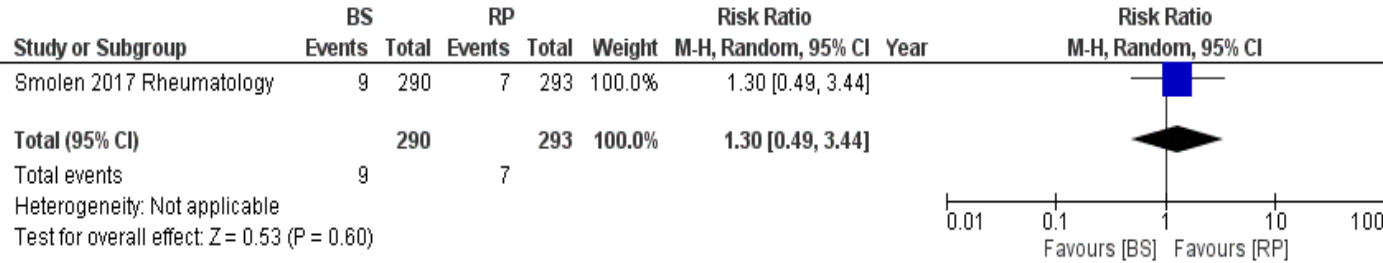 BS RP Risk Ratio Risk Ratio
Study or Subgroup Events Total Events Total Weight M-H, Random, 95% CI Year M-H, Random, 95% CI
Smolen 2017 Rheumatology 9 290 7 293 100.0% 1.30 [0.49, 3.44]
Total (95% CI) 290 293 100.0% 1.30 [0.49, 3.44]
Total events 9 7
Heterogeneity: Not applicable
Test for overall effect: Z = 0.53 (P = 0.60)
0.01 0.1 1 10 100
Favours [BS] Favours [RP]